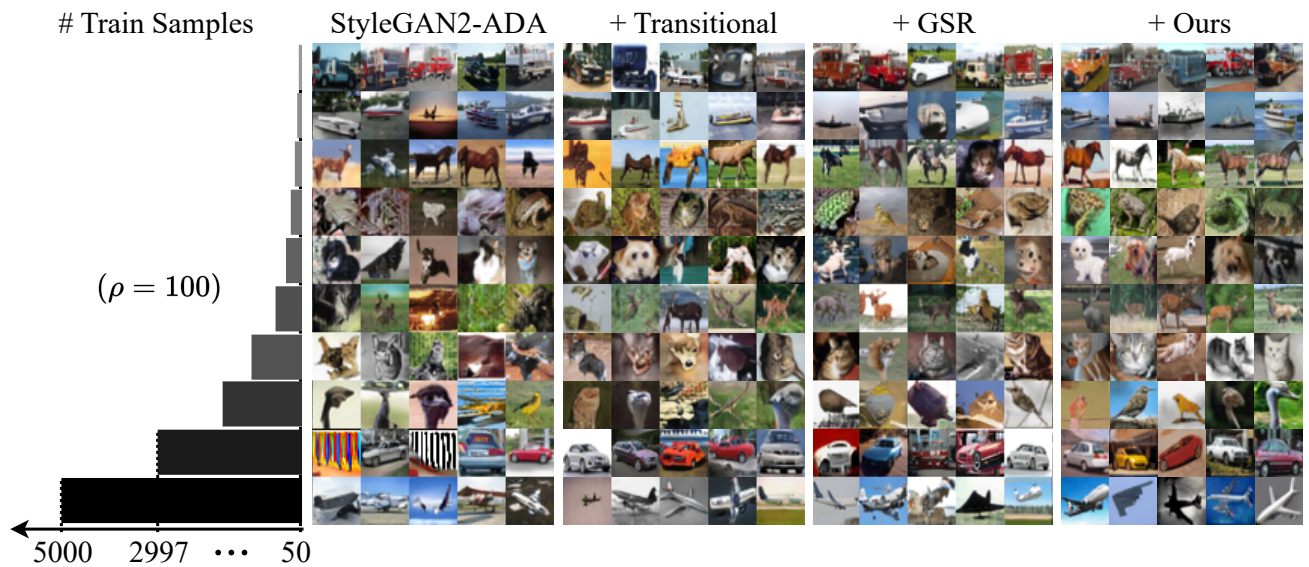 # Train Samples
StyleGAN2-ADA
+ Transitional
+ GSR
+ Ours
(ρ = 100)
5000
2997
···
50